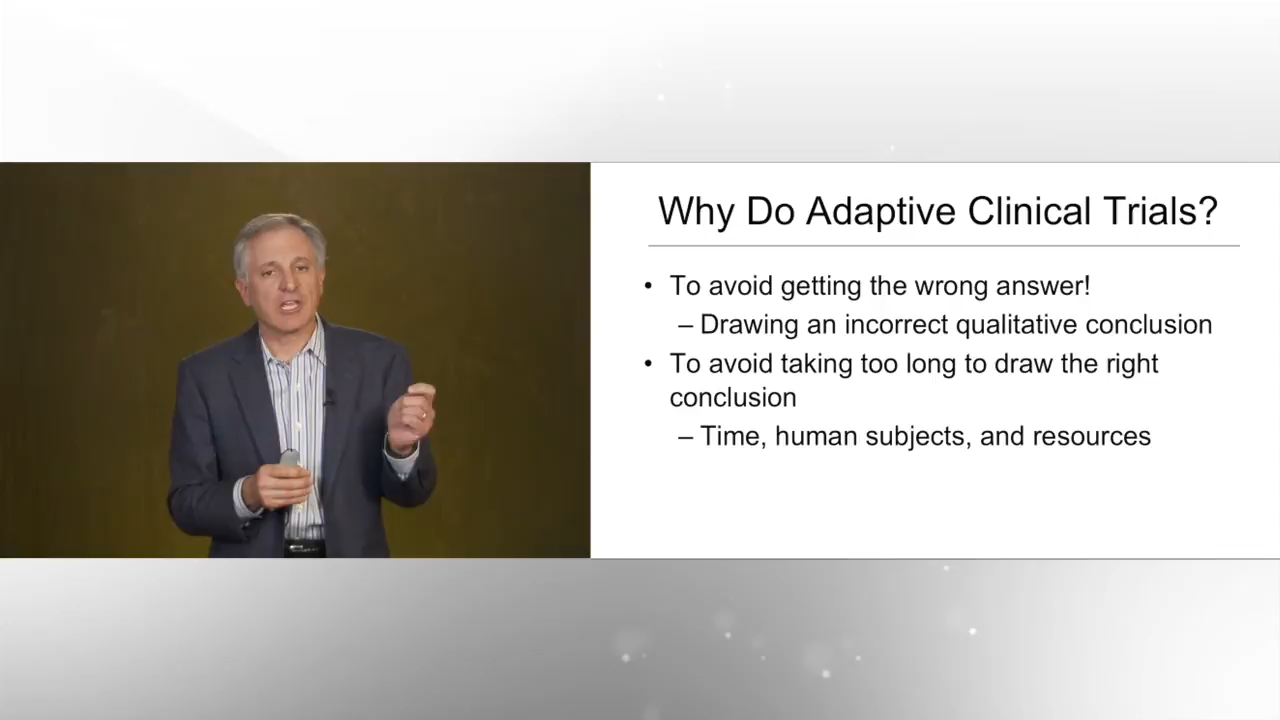 Why Do Adaptive Clinical Trials?
• To avoid getting the wrong answer!
– Drawing an incorrect qualitative conclusion
• To avoid taking too long to draw the right
conclusion
– Time, human subjects, and resources